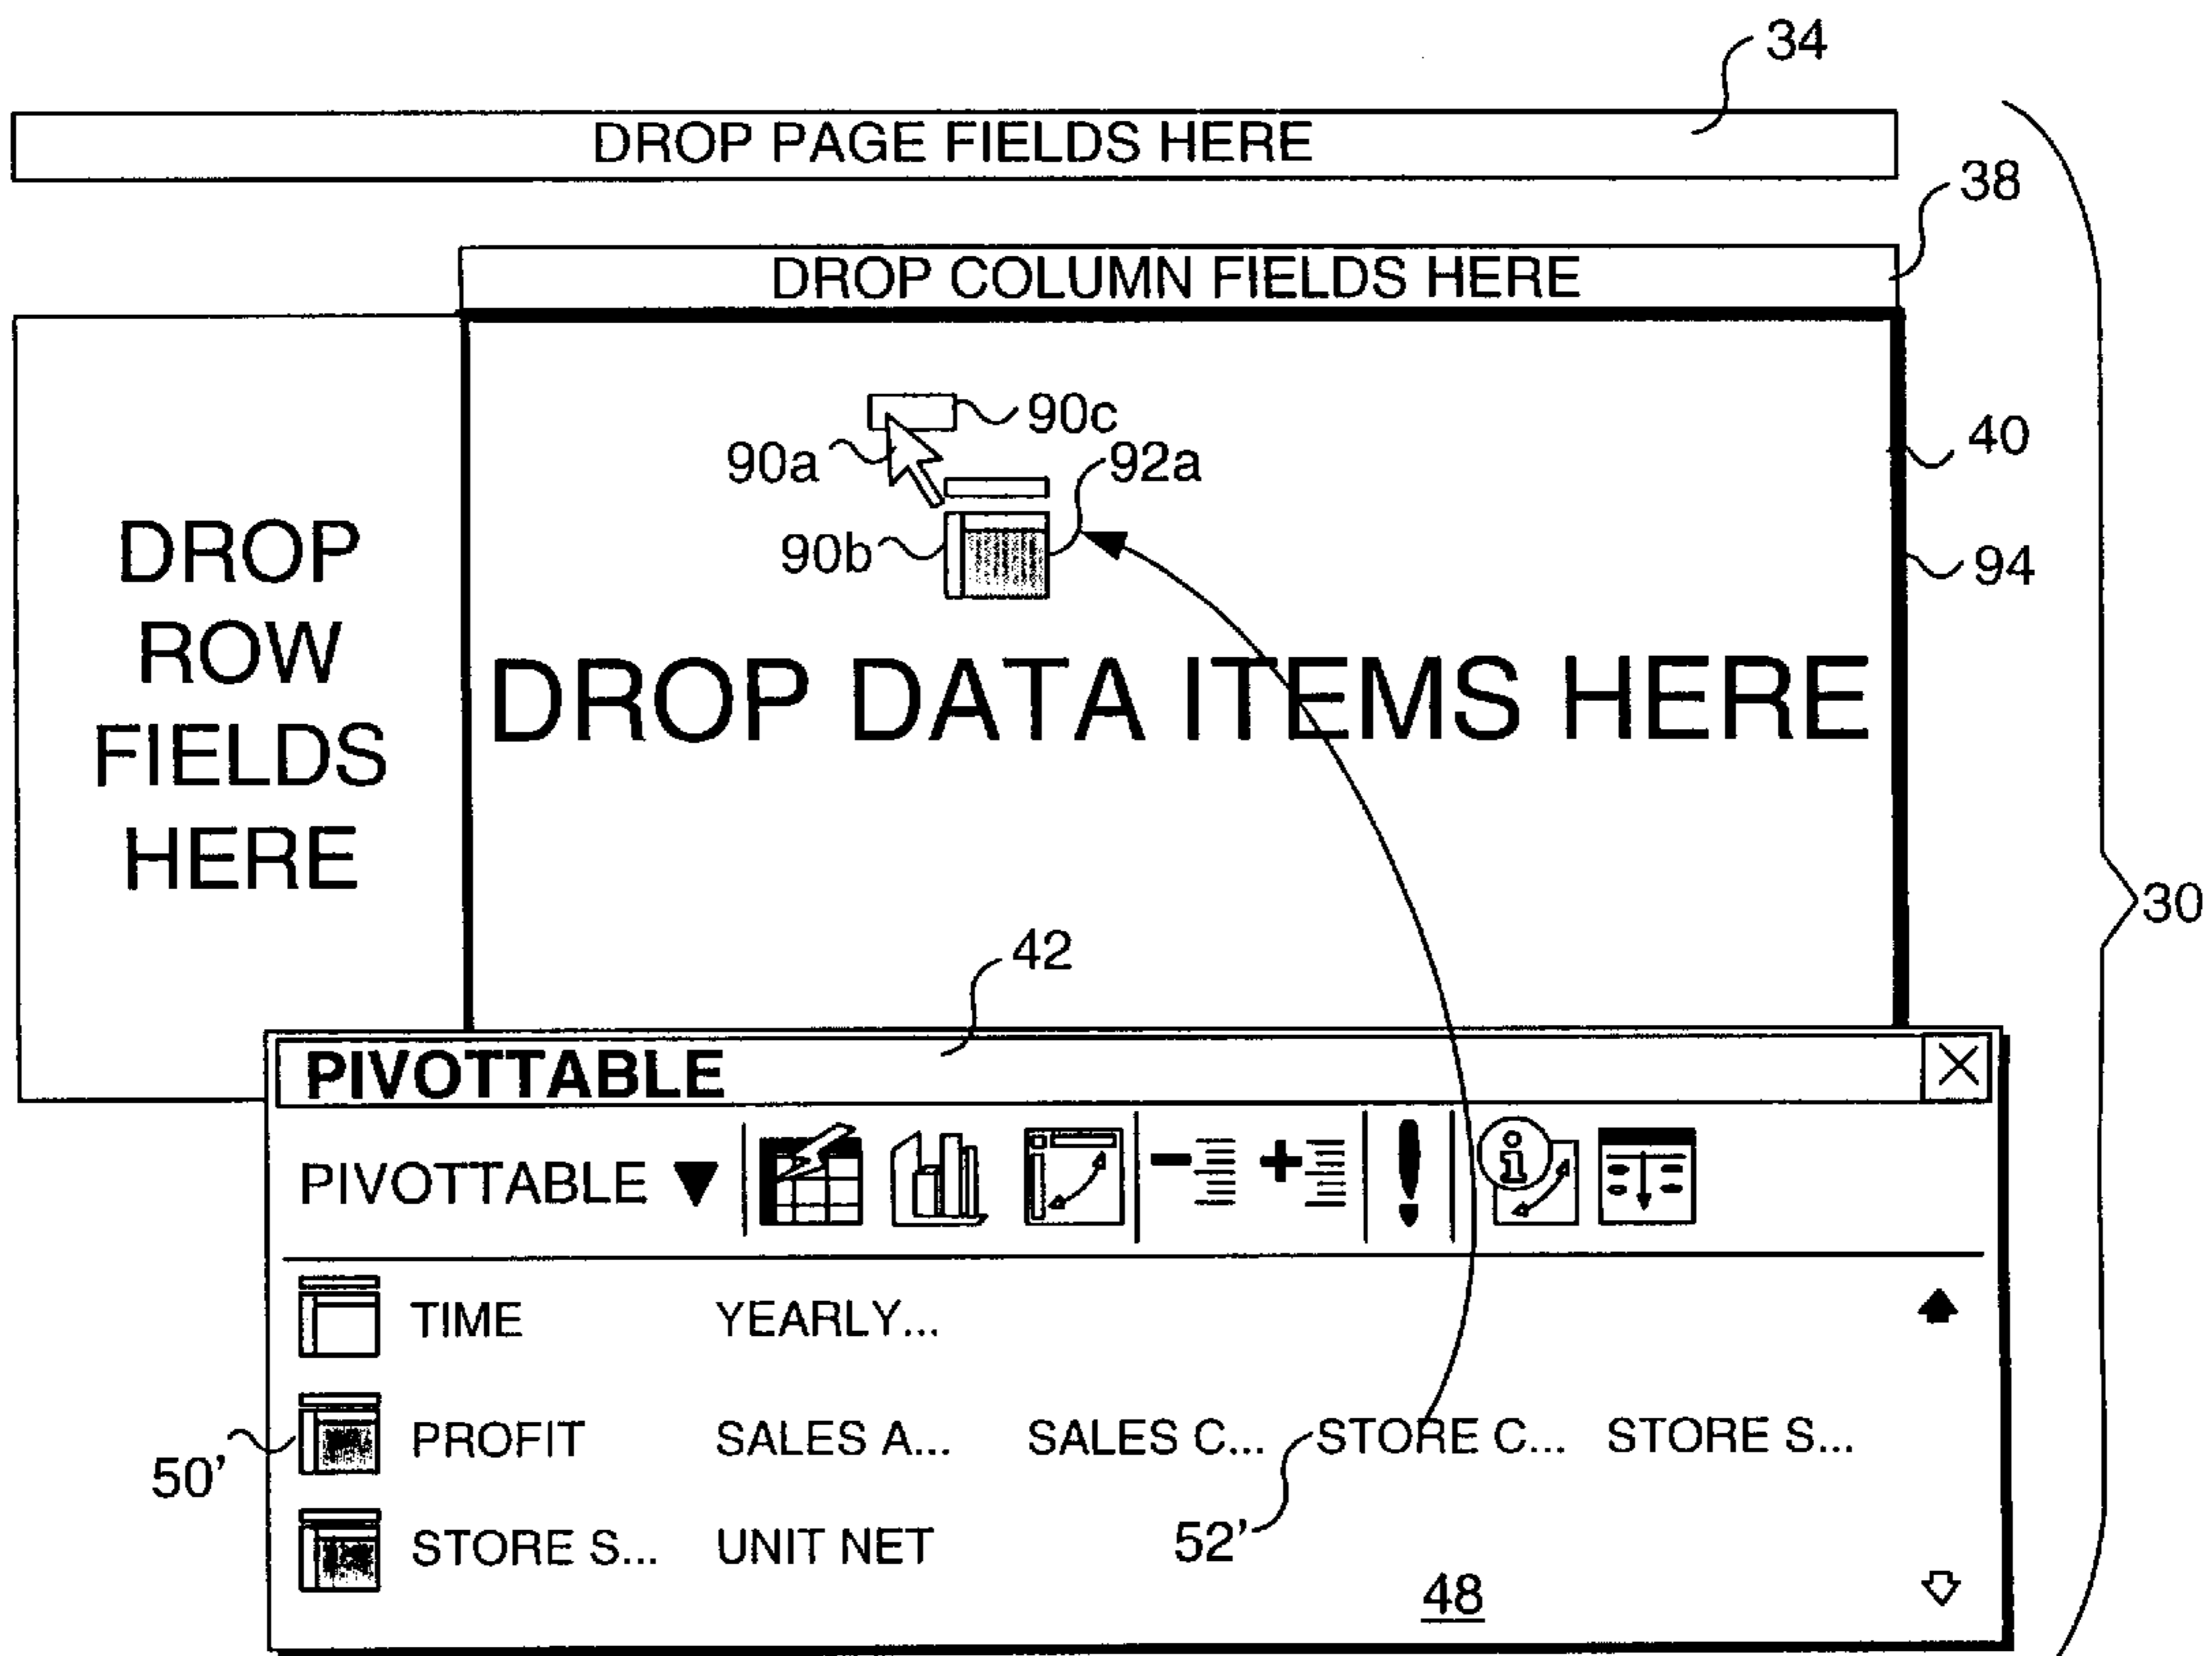 34
DROP PAGE FIELDS HERE
38
DROP COLUMN FIELDS HERE
90c
90a
92a
40
90b
94
DROP
ROW
FIELDS
HERE
DROP DATA ITEMS HERE
30
42
PIVOTTABLE
PIVOTTABLE
TIME YEARLY...
PROFIT SALES A... SALES C... STORE C... STORE S...
50'
STORE S... UNIT NET
52'
48